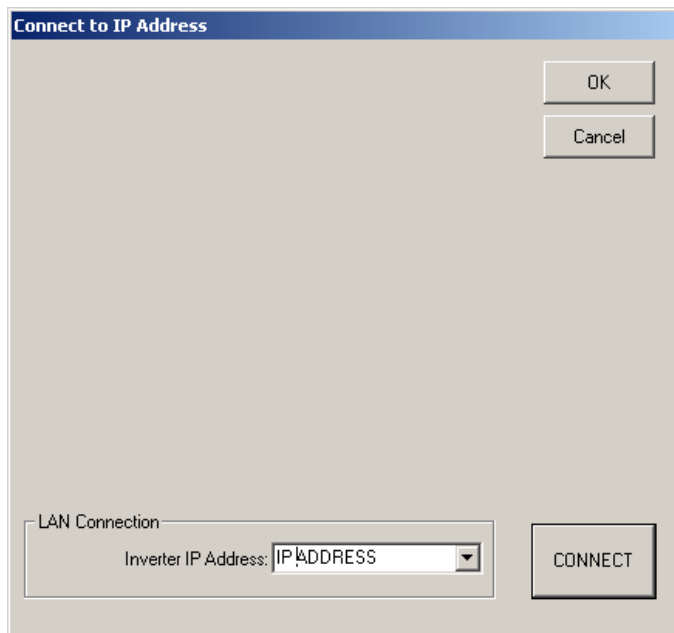 Connect to IP Address
OK
Cancel
LAN Connection
Inverter IP Address: IP ADDRESS
CONNECT